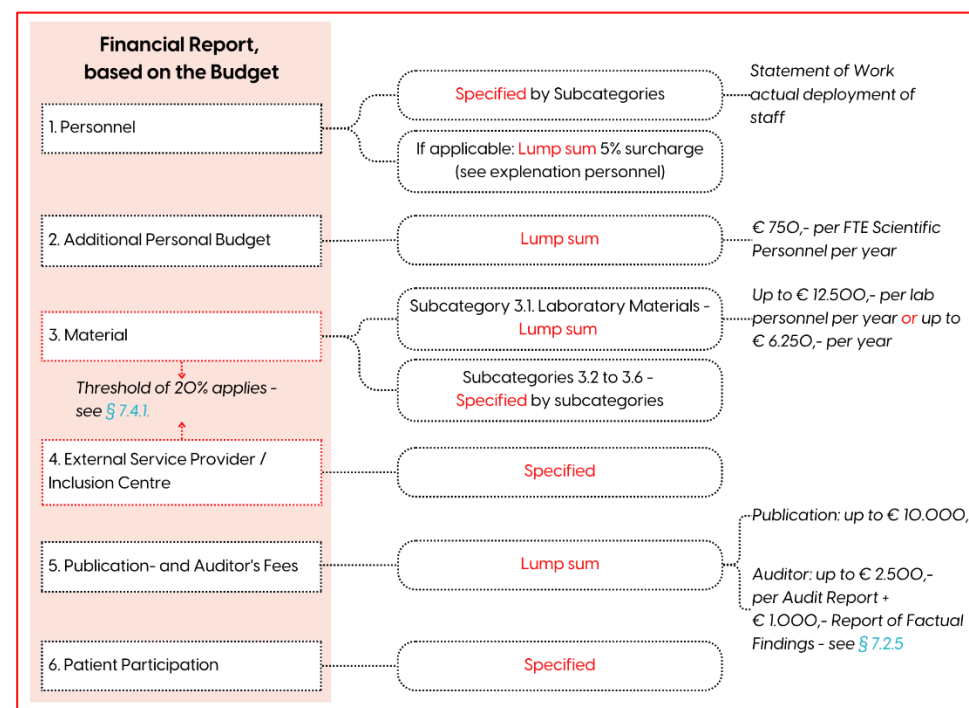 Financial Report,
based on the Budget
1. Personnel
Specified by Subcategories
Statement of Work
actual deployment of
staff
If applicable: Lump sum 5% surcharge
(see explenation personnel)
2. Additional Personal Budget
Lump sum
€ 750,- per FTE Scientific
Personnel per year
3. Material
Subcategory 3.1. Laboratory Materials -
Lump sum
Up to € 12.500,- per lab
personnel per year or up to
€ 6.250,- per year
Subcategories 3.2 to 3.6 -
Specified by subcategories
Threshold of 20% applies -
see § 7.4.1.
4. External Service Provider /
Inclusion Centre
Specified
5. Publication- and Auditor's Fees
Lump sum
Publication: up to € 10.000,
Auditor: up to € 2.500,-
per Audit Report +
€ 1.000,- Report of Factual
Findings - see § 7.2.5
6. Patient Participation
Specified